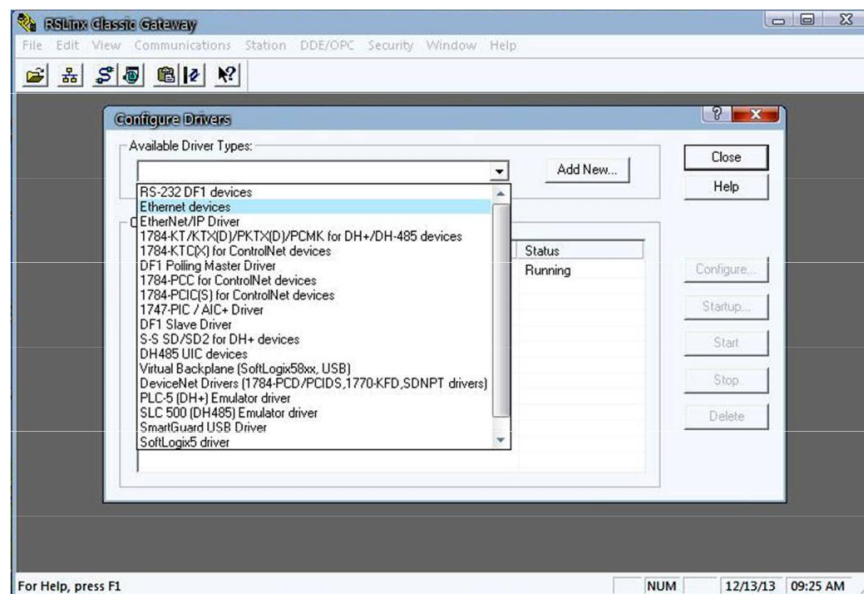 RSLinx Classic Gateway
File Edit View Communications Station DDE/OPC Security Window Help
Configure Drivers
Available Driver Types:
Add New...
Close
Help
RS-232 DF1 devices
Ethernet devices
EtherNet/IP Driver
1784-KT/KTX(D)/PKTX(D)/PCMK for DH+/DH-485 devices
1784-KTC(X) for ControlNet devices
DF1 Polling Master Driver
1784-PCC for ControlNet devices
1784-PCIC(S) for ControlNet devices
1747-PIC / AIC+ Driver
DF1 Slave Driver
S-S SD/SD2 for DH+ devices
DH485 UIC devices
Virtual Backplane (SoftLogix58xx, USB)
DeviceNet Drivers (1784-PCD/PCIDS,1770-KFD,SDNPT drivers)
PLC-5 (DH+) Emulator driver
SLC 500 (DH485) Emulator driver
SmartGuard USB Driver
SoftLogix5 driver
Status
Running
Configure...
Startup...
Start
Stop
Delete
For Help, press F1
NUM 12/13/13 09:25 AM